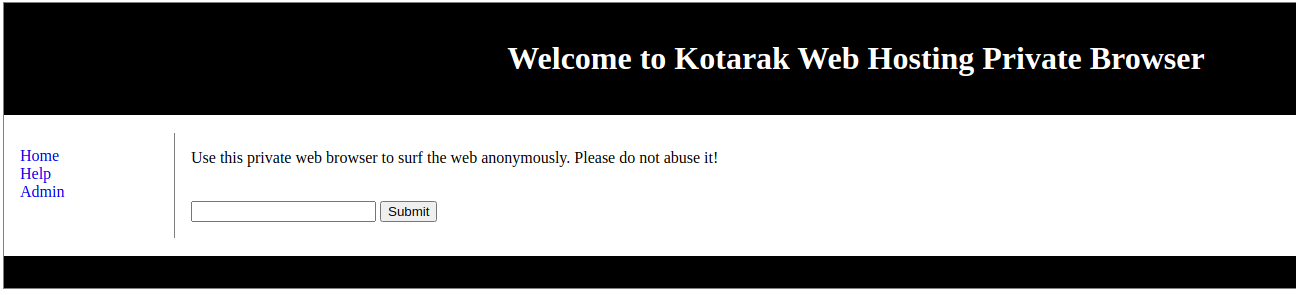 Welcome to Kotarak Web Hosting Private Browser
Home
Help
Admin
Use this private web browser to surf the web anonymously. Please do not abuse it!
Submit